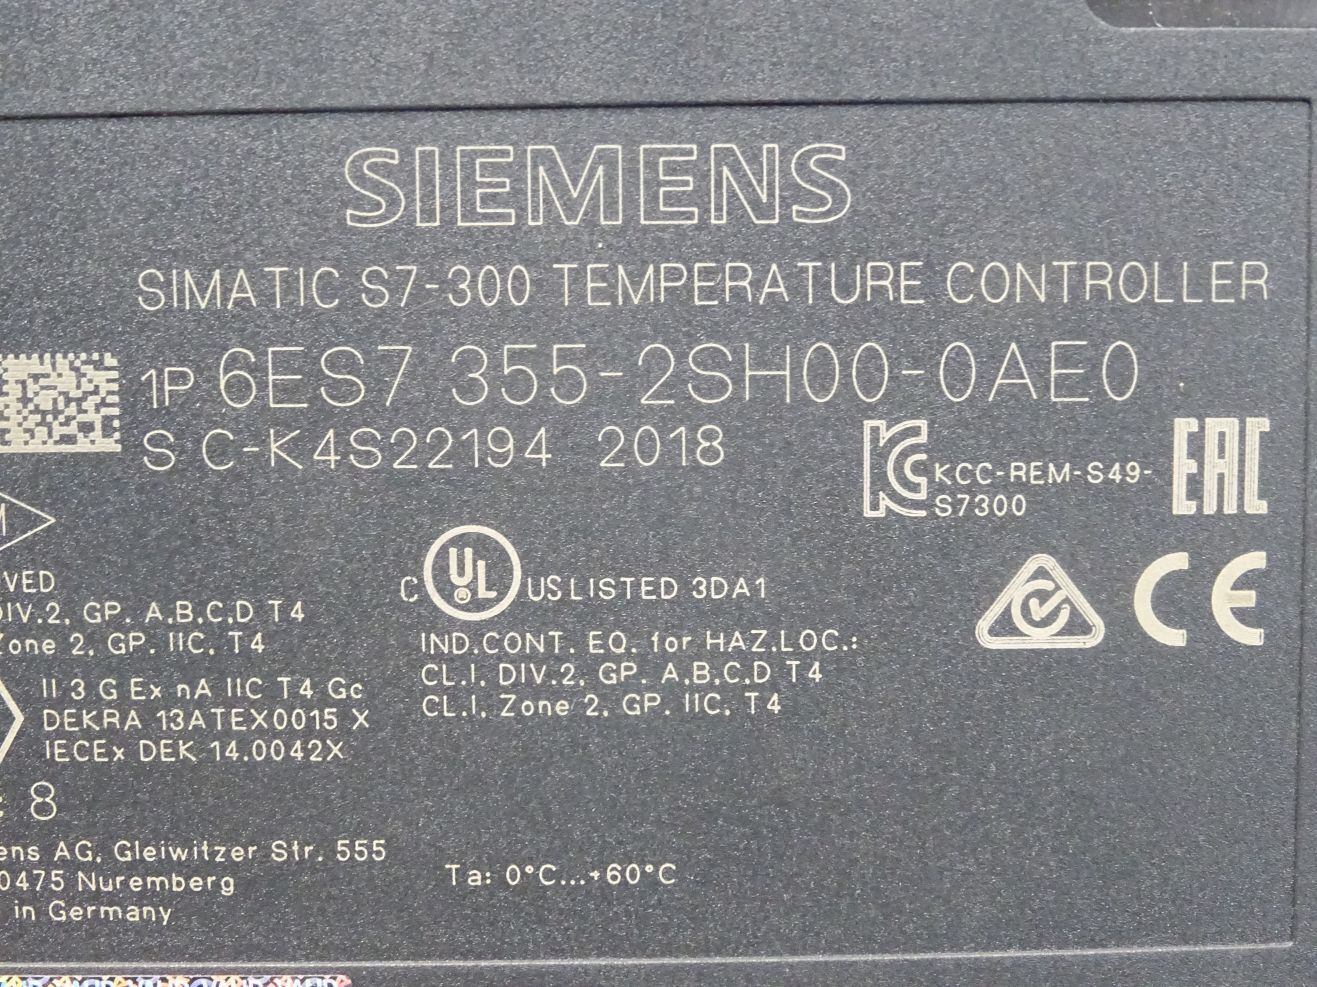 SIEMENS
SIMATIC S7-300 TEMPERATURE CONTROLLER
1P 6ES7 355-2SH00-0AE0
S C-K4S22194 2018
KCC-REM-S49-
S7300
EAC
M
VED
DIV.2, GP. A,B,C,D T4
Zone 2, GP. IIC, T4
II 3 G Ex nA IIC T4 Gc
DEKRA 13ATEX0015 X
IECEx DEK 14.0042X
C UL ® US LISTED 3DA1
IND.CONT. EQ. for HAZ.LOC.:
CL.I, DIV.2, GP. A,B,C,D T4
CL.I, Zone 2, GP. IIC, T4
CE
: 8
ens AG, Gleiwitzer Str. 555
0475 Nuremberg
in Germany
Ta: 0°C...+60°C